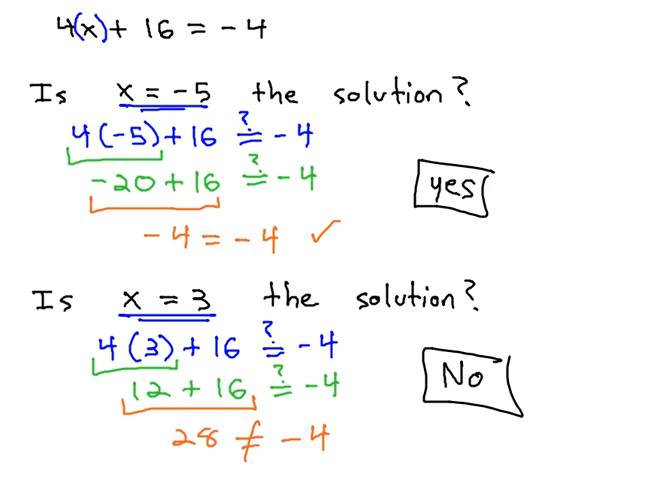 4(x) + 16 = -4
Is x = -5 the solution?
4(-5) + 16 ≟ -4
-20 + 16 ≟ -4
yes
-4 = -4 ✓
Is x = 3 the solution?
4(3) + 16 ≟ -4
12 + 16 ≟ -4
No
28 ≠ -4